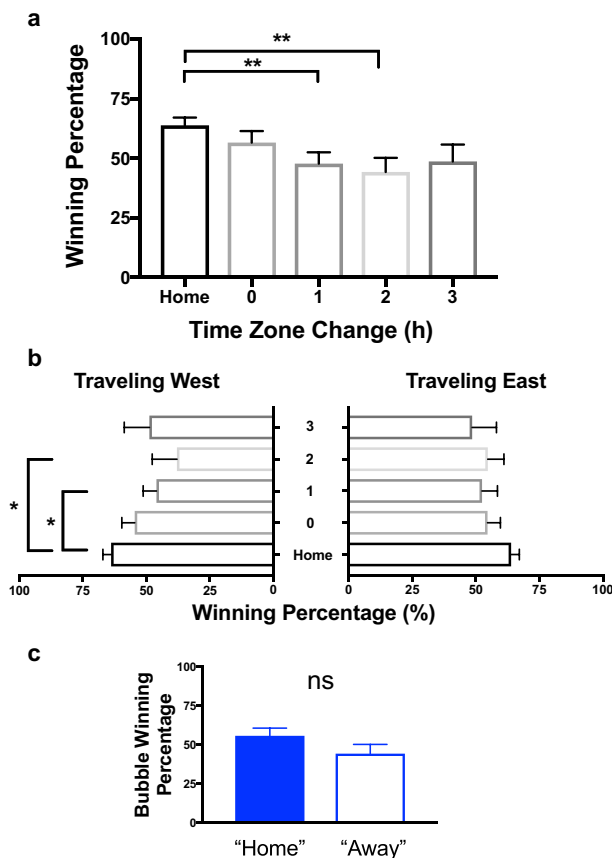 a
100
75
50
25
0
Winning Percentage
**
**
Home 0 1 2 3
Time Zone Change (h)
b
Traveling West Traveling East
3
2
1
0
Home
*
*
100 75 50 25 0 0 25 50 75 100
Winning Percentage (%)
c
100
75
50
25
0
Bubble Winning
Percentage
ns
“Home” “Away”